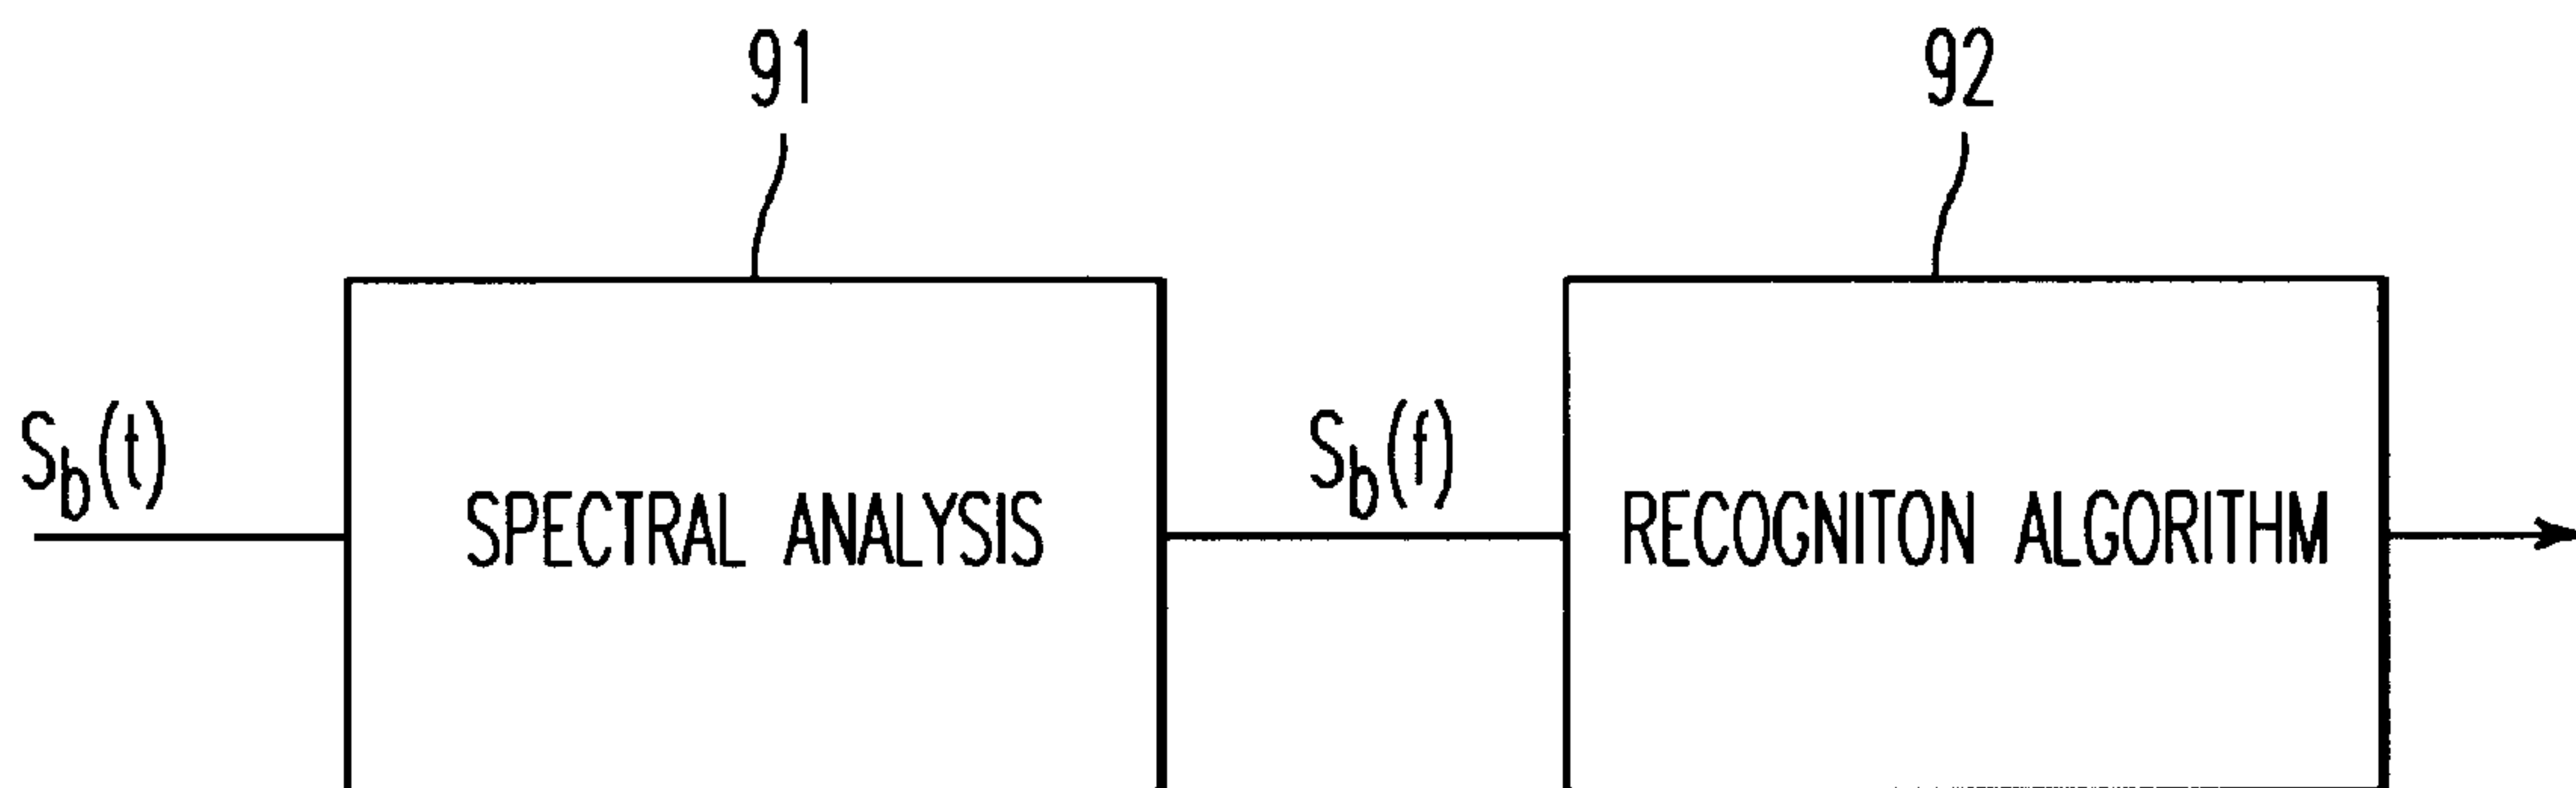 91
92
S_b(t)
SPECTRAL ANALYSIS
S_b(f)
RECOGNITON ALGORITHM